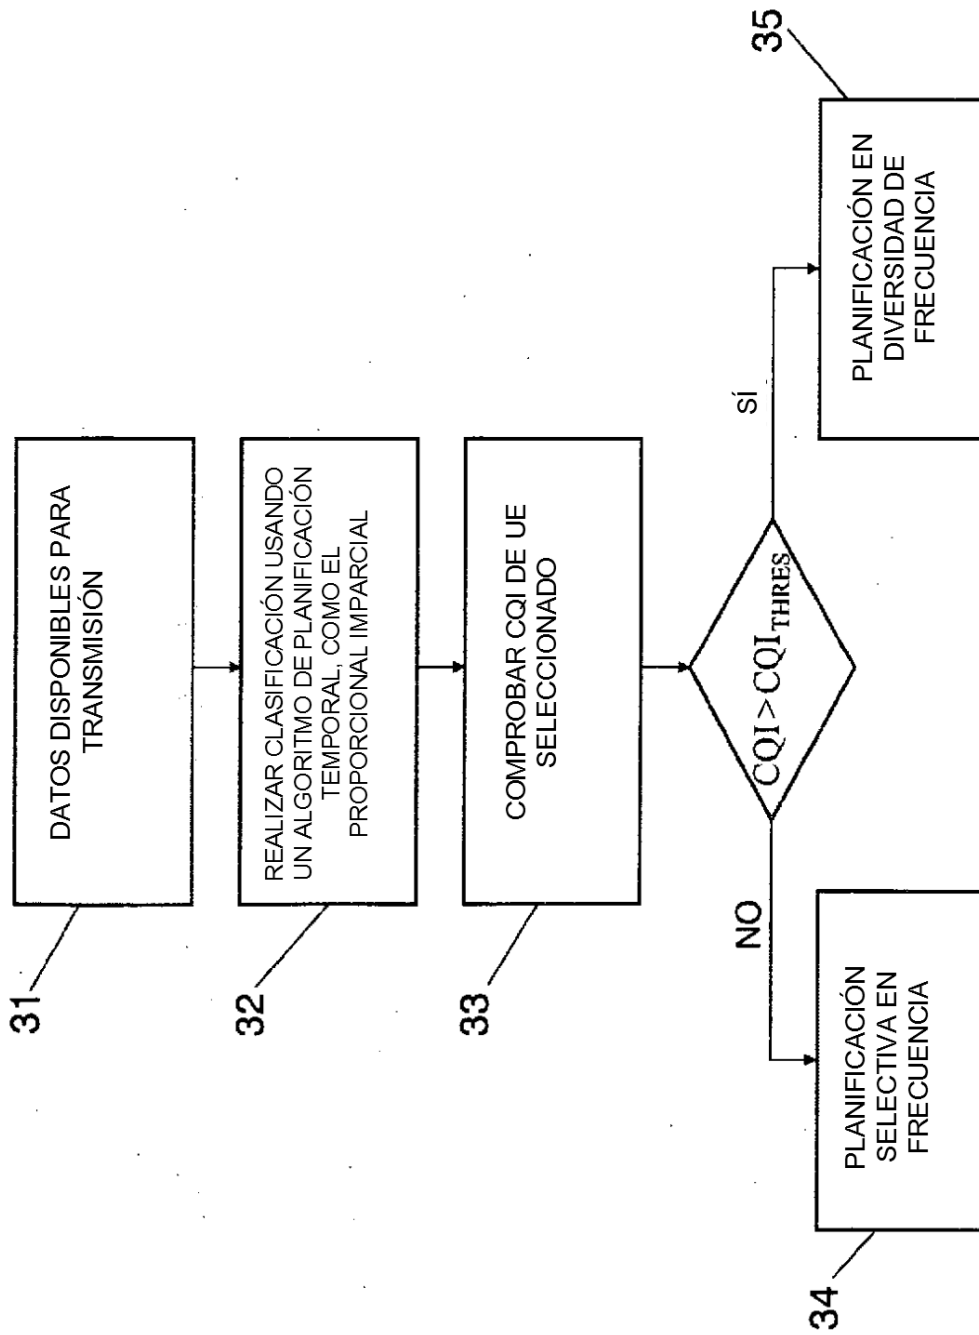 31
DATOS DISPONIBLES PARA
TRANSMISIÓN
32
REALIZAR CLASIFICACIÓN USANDO
UN ALGORITMO DE PLANIFICACIÓN
TEMPORAL, COMO EL
PROPORCIONAL IMPARCIAL
33
COMPROBAR CQI DE UE
SELECCIONADO
CQI > CQI THRES
NO
SÍ
34
PLANIFICACIÓN
SELECTIVA EN
FRECUENCIA
35
PLANIFICACIÓN EN
DIVERSIDAD DE
FRECUENCIA